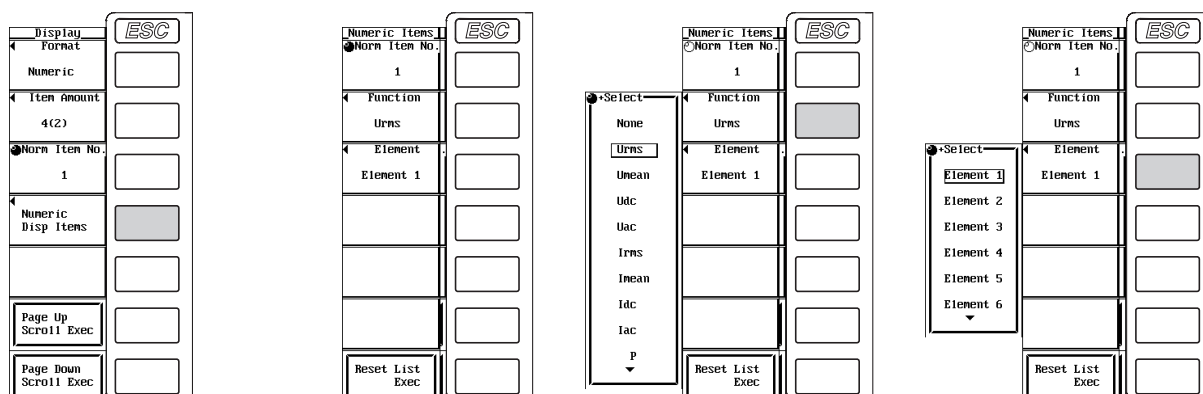 Display
Format
Numeric
Item Amount
4(2)
Norm Item No.
1
Numeric
Disp Items
Page Up
Scroll Exec
Page Down
Scroll Exec
ESC
Numeric Items
Norm Item No.
1
Function
Urms
Element
Element 1
Reset List
Exec
ESC
+Select
None
Urms
Umean
Udc
Uac
Irms
Imean
Idc
Iac
P
Numeric Items
Norm Item No.
1
Function
Urms
Element
Element 1
Reset List
Exec
ESC
+Select
Element 1
Element 2
Element 3
Element 4
Element 5
Element 6
Numeric Items
Norm Item No.
1
Function
Urms
Element
Element 1
Reset List
Exec
ESC